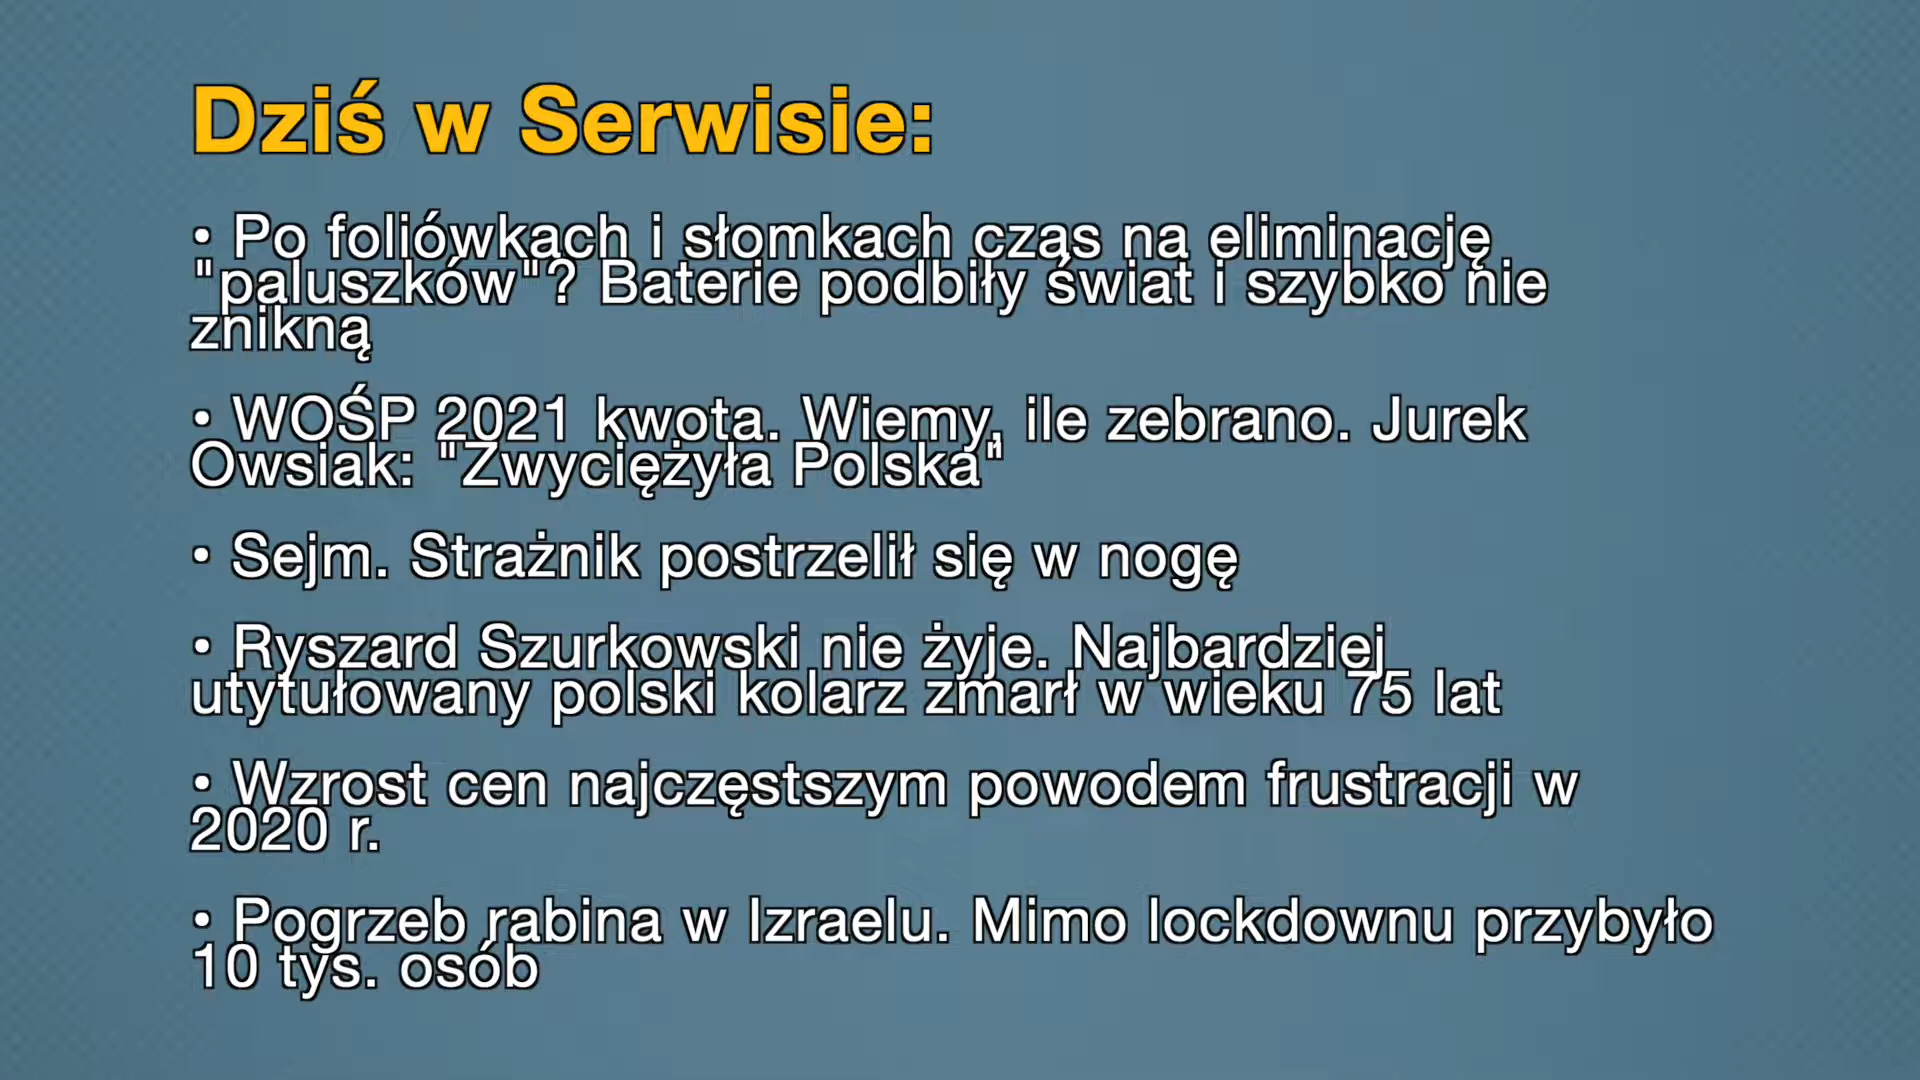 Dziś w Serwisie:
• Po foliówkach i słomkach czas na eliminację
"paluszków"? Baterie podbiły świat i szybko nie
znikną
• WOŚP 2021 kwota. Wiemy, ile zebrano. Jurek
Owsiak: "Zwyciężyła Polska"
• Sejm. Strażnik postrzelił się w nogę
• Ryszard Szurkowski nie żyje. Najbardziej
utytułowany polski kolarz zmarł w wieku 75 lat
• Wzrost cen najczęstszym powodem frustracji w
2020 r.
• Pogrzeb rabina w Izraelu. Mimo lockdownu przybyło
10 tys. osób